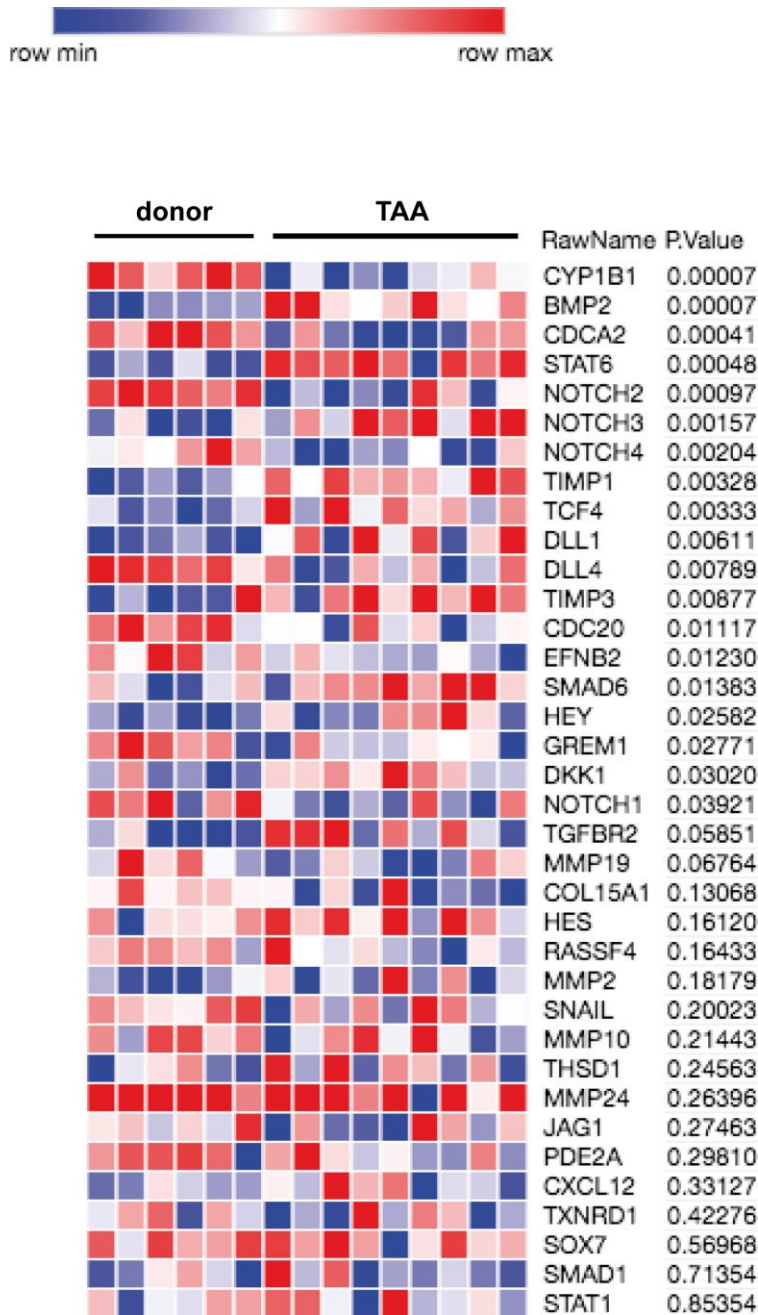 row min row max
donor TAA
RawName P.Value
CYP1B1 0.00007
BMP2 0.00007
CDCA2 0.00041
STAT6 0.00048
NOTCH2 0.00097
NOTCH3 0.00157
NOTCH4 0.00204
TIMP1 0.00328
TCF4 0.00333
DLL1 0.00611
DLL4 0.00789
TIMP3 0.00877
CDC20 0.01117
EFNB2 0.01230
SMAD6 0.01383
HEY 0.02582
GREM1 0.02771
DKK1 0.03020
NOTCH1 0.03921
TGFBR2 0.05851
MMP19 0.06764
COL15A1 0.13068
HES 0.16120
RASSF4 0.16433
MMP2 0.18179
SNAIL 0.20023
MMP10 0.21443
THSD1 0.24563
MMP24 0.26396
JAG1 0.27463
PDE2A 0.29810
CXCL12 0.33127
TXNRD1 0.42276
SOX7 0.56968
SMAD1 0.71354
STAT1 0.85354